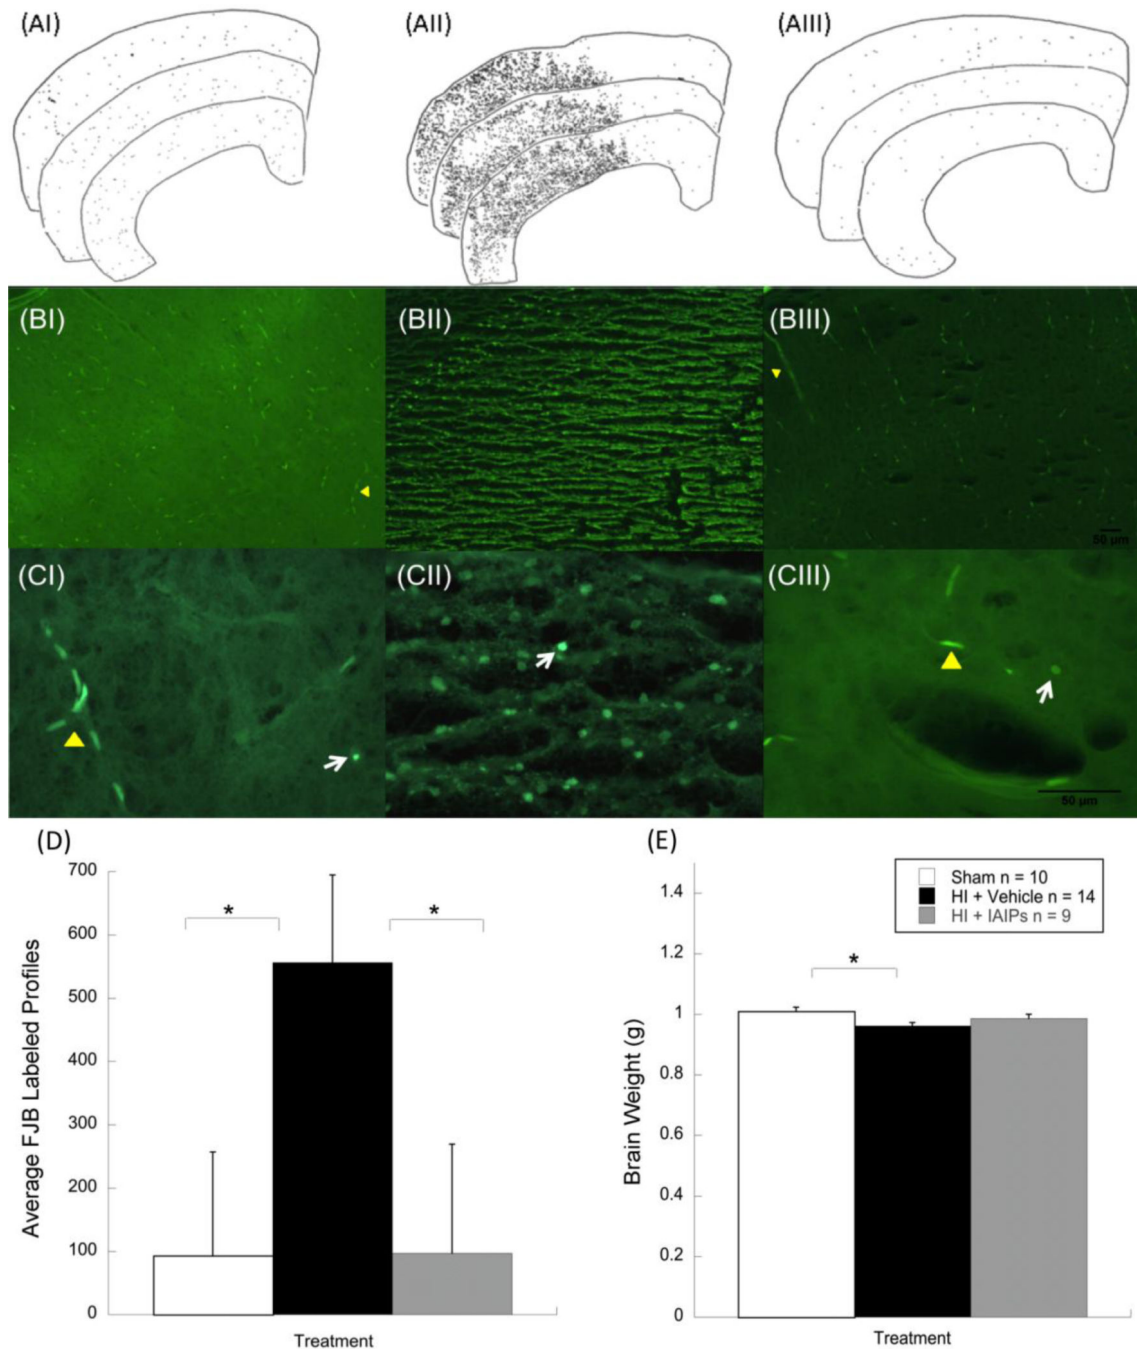 (AI) (AII) (AIII)
(BI) (BII) (BIII)
50 µm
(CI) (CII) (CIII)
50 µm
(D) (E)
700
600
500
400
300
200
100
0
Average FJB Labeled Profiles
*
*
Treatment
Sham n = 10
HI + Vehicle n = 14
HI + IAIPs n = 9
1.4
1.2
1
0.8
0.6
0.4
0.2
0
Brain Weight (g)
*
Treatment